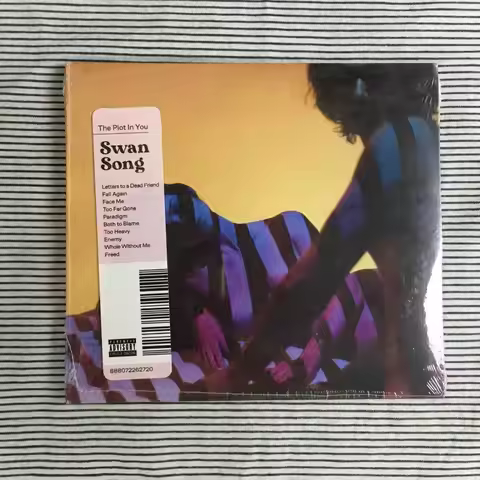 The Plot In You
Swan
Song
Letters to a Dead Friend
Fall Again
Face Me
Too Far Gone
Paradigm
Both to Blame
Too Heavy
Enemy
Whole Without Me
Freed
ADVISORY
888072262720